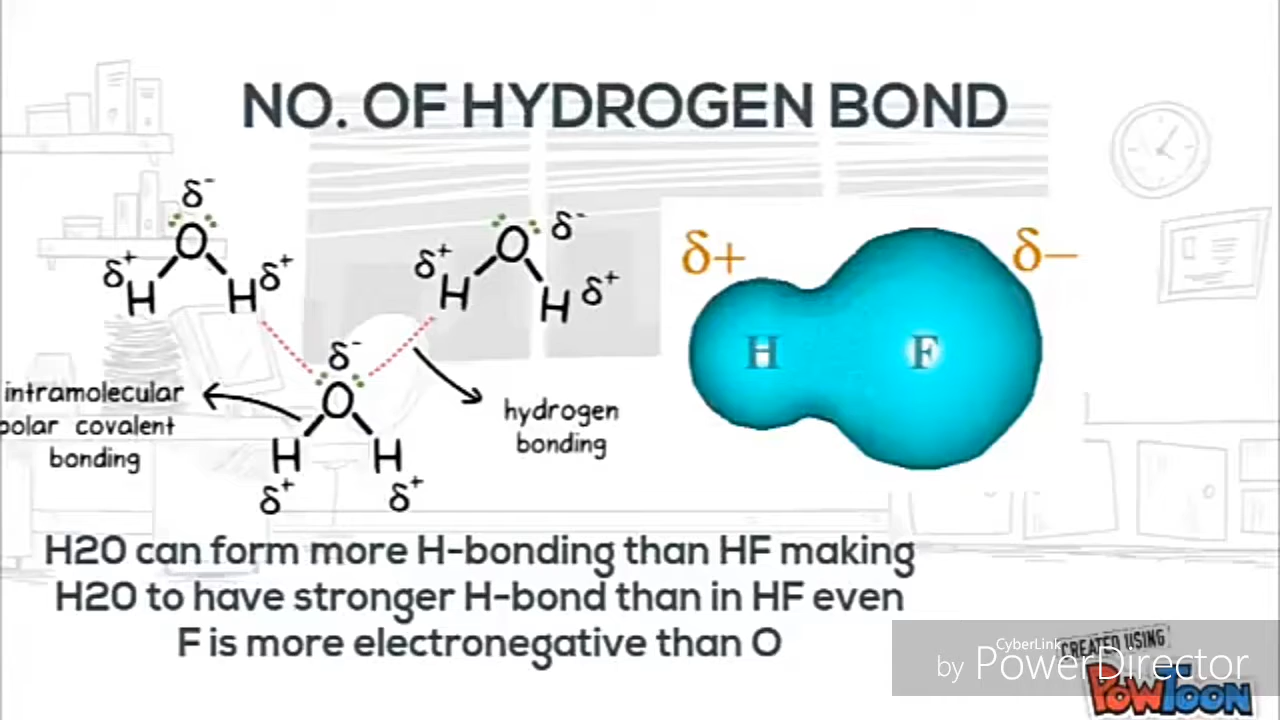 NO. OF HYDROGEN BOND
δ-
O
δ+
H
H
δ+
δ-
O
δ+
H
H
δ+
δ+
δ-
H
F
δ-
O
H
H
δ+
δ+
intramolecular
polar covalent
bonding
hydrogen
bonding
H2O can form more H-bonding than HF making
H2O to have stronger H-bond than in HF even
F is more electronegative than O
CREATED USING
POWTOON
CyberLink
by PowerDirector